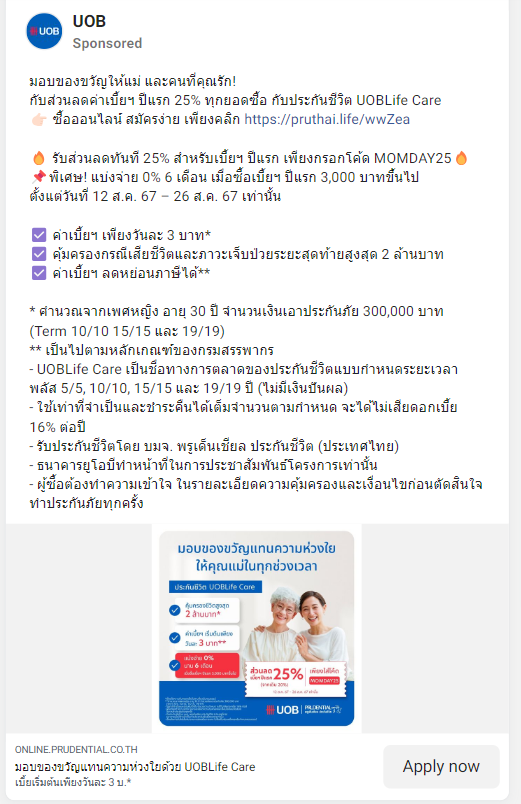 UOB
UOB
Sponsored
มอบของขวัญให้แม่ และคนที่คุณรัก!
กับส่วนลดค่าเบี้ยฯ ปีแรก 25% ทุกยอดซื้อ กับประกันชีวิต UOBLife Care
👉🏻 ซื้อออนไลน์ สมัครง่าย เพียงคลิก https://pruthai.life/wwZea
🔥 รับส่วนลดทันที 25% สำหรับเบี้ยฯ ปีแรก เพียงกรอกโค้ด MOMDAY25🔥
📌พิเศษ! แบ่งจ่าย 0% 6 เดือน เมื่อซื้อเบี้ยฯ ปีแรก 3,000 บาทขึ้นไป
ตั้งแต่วันที่ 12 ส.ค. 67 – 26 ส.ค. 67 เท่านั้น
☑ ค่าเบี้ยฯ เพียงวันละ 3 บาท*
☑ คุ้มครองกรณีเสียชีวิตและภาวะเจ็บป่วยระยะสุดท้ายสูงสุด 2 ล้านบาท
☑ ค่าเบี้ยฯ ลดหย่อนภาษีได้**
* คำนวณจากเพศหญิง อายุ 30 ปี จำนวนเงินเอาประกันภัย 300,000 บาท
(Term 10/10 15/15 และ 19/19)
** เป็นไปตามหลักเกณฑ์ของกรมสรรพากร
- UOBLife Care เป็นชื่อทางการตลาดของประกันชีวิตแบบกำหนดระยะเวลา
พลัส 5/5, 10/10, 15/15 และ 19/19 ปี (ไม่มีเงินปันผล)
- ใช้เท่าที่จำเป็นและชำระคืนได้เต็มจำนวนตามกำหนด จะได้ไม่เสียดอกเบี้ย
16% ต่อปี
- รับประกันชีวิตโดย บมจ. พรูเด็นเชียล ประกันชีวิต (ประเทศไทย)
- ธนาคารยูโอบีทำหน้าที่ในการประชาสัมพันธ์โครงการเท่านั้น
- ผู้ซื้อต้องทำความเข้าใจ ในรายละเอียดความคุ้มครองและเงื่อนไขก่อนตัดสินใจ
ทำประกันภัยทุกครั้ง
มอบของขวัญแทนความห่วงใย
ให้คุณแม่ในทุกช่วงเวลา
ประกันชีวิต UOBLife Care
คุ้มครองชีวิตสูงสุด
2 ล้านบาท*
ค่าเบี้ยฯ เริ่มต้นเพียง
วันละ 3 บาท**
แบ่งจ่าย 0%
นาน 6 เดือน
ส่วนลด
เบี้ยฯ ปีแรก
25%
เพียงใส่โค้ด
MOMDAY25
UOB
PRUDENTIAL
ONLINE.PRUDENTIAL.CO.TH
มอบของขวัญแทนความห่วงใยด้วย UOBLife Care
เบี้ยเริ่มต้นเพียงวันละ 3 บ.*
Apply now